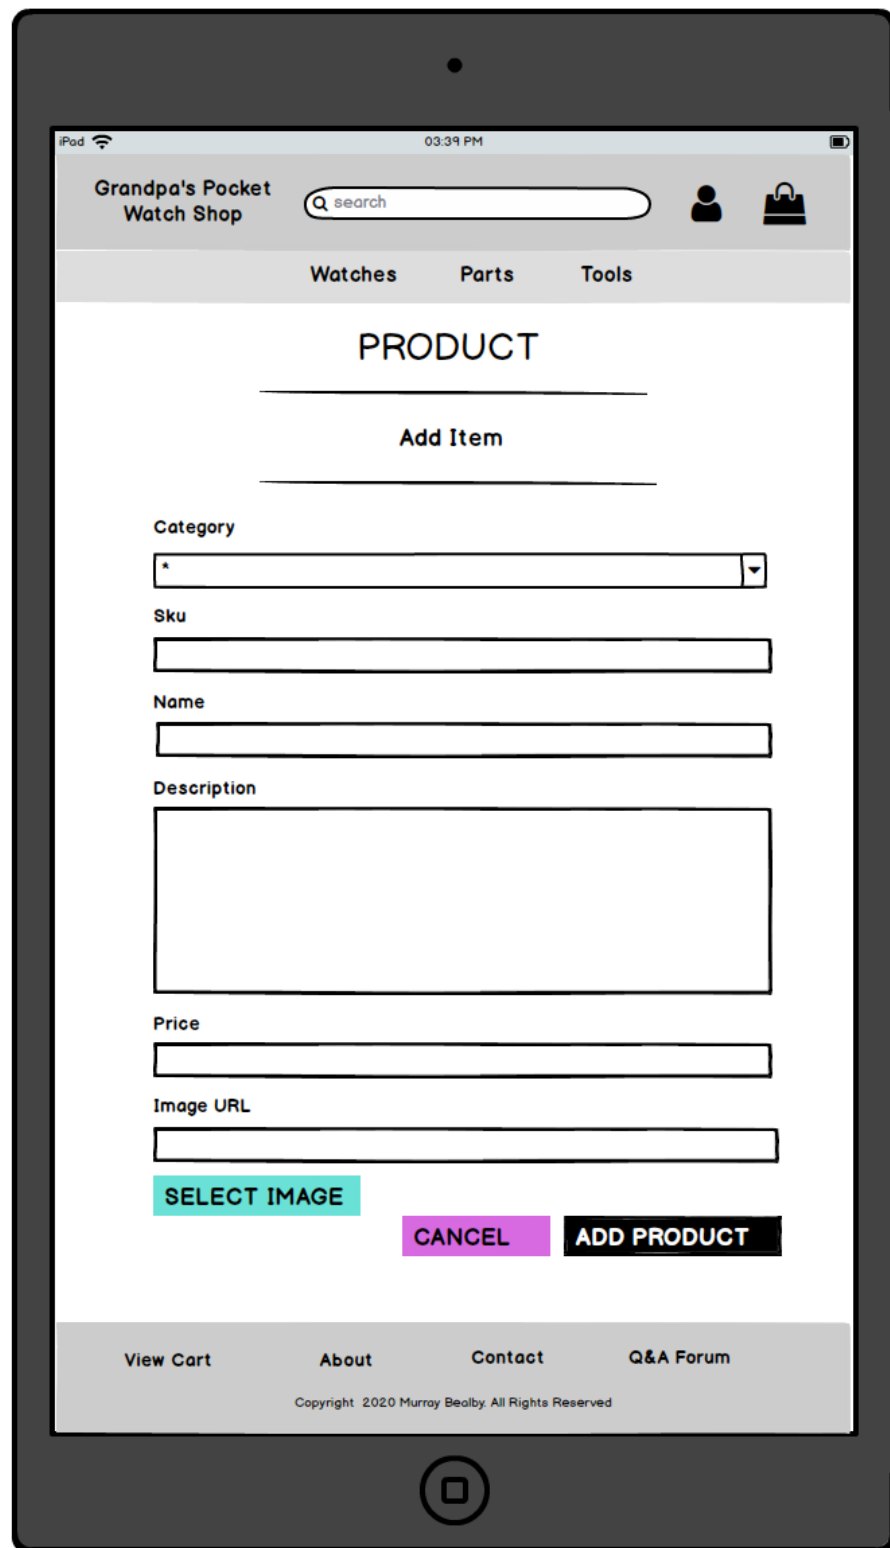 iPad
03:39 PM
Grandpa's Pocket
Watch Shop
search
Watches Parts Tools
PRODUCT
Add Item
Category
*
Sku
Name
Description
Price
Image URL
SELECT IMAGE
CANCEL ADD PRODUCT
View Cart About Contact Q&A Forum
Copyright 2020 Murray Bealby. All Rights Reserved